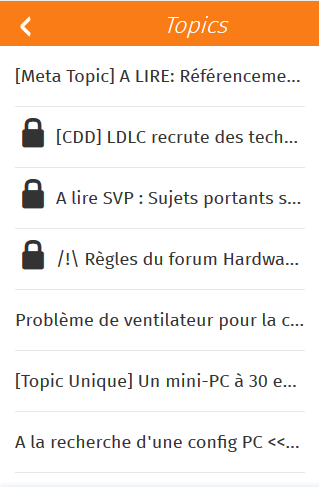 Topics
[Meta Topic] A LIRE: Référenceme...
[CDD] LDLC recrute des tech...
A lire SVP : Sujets portants s...
/!\ Règles du forum Hardwa...
Problème de ventilateur pour la c...
[Topic Unique] Un mini-PC à 30 e...
A la recherche d'une config PC <<...